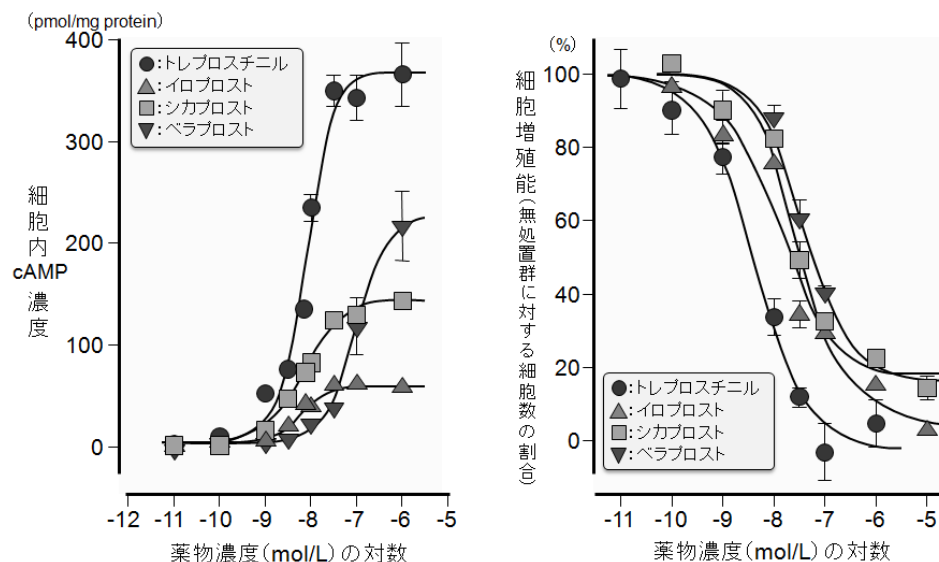 (pmol/mg protein)
400
300
200
100
0
細胞内
cAMP
濃度
●:トレプロスチニル
▲:イロプロスト
■:シカプロスト
▼:ベラプロスト
-12 -11 -10 -9 -8 -7 -6 -5
薬物濃度(mol/L)の対数
(%)
100
80
60
40
20
0
細胞増殖能(無処置群に対する細胞数の割合)
●:トレプロスチニル
▲:イロプロスト
■:シカプロスト
▼:ベラプロスト
-11 -10 -9 -8 -7 -6 -5
薬物濃度(mol/L)の対数